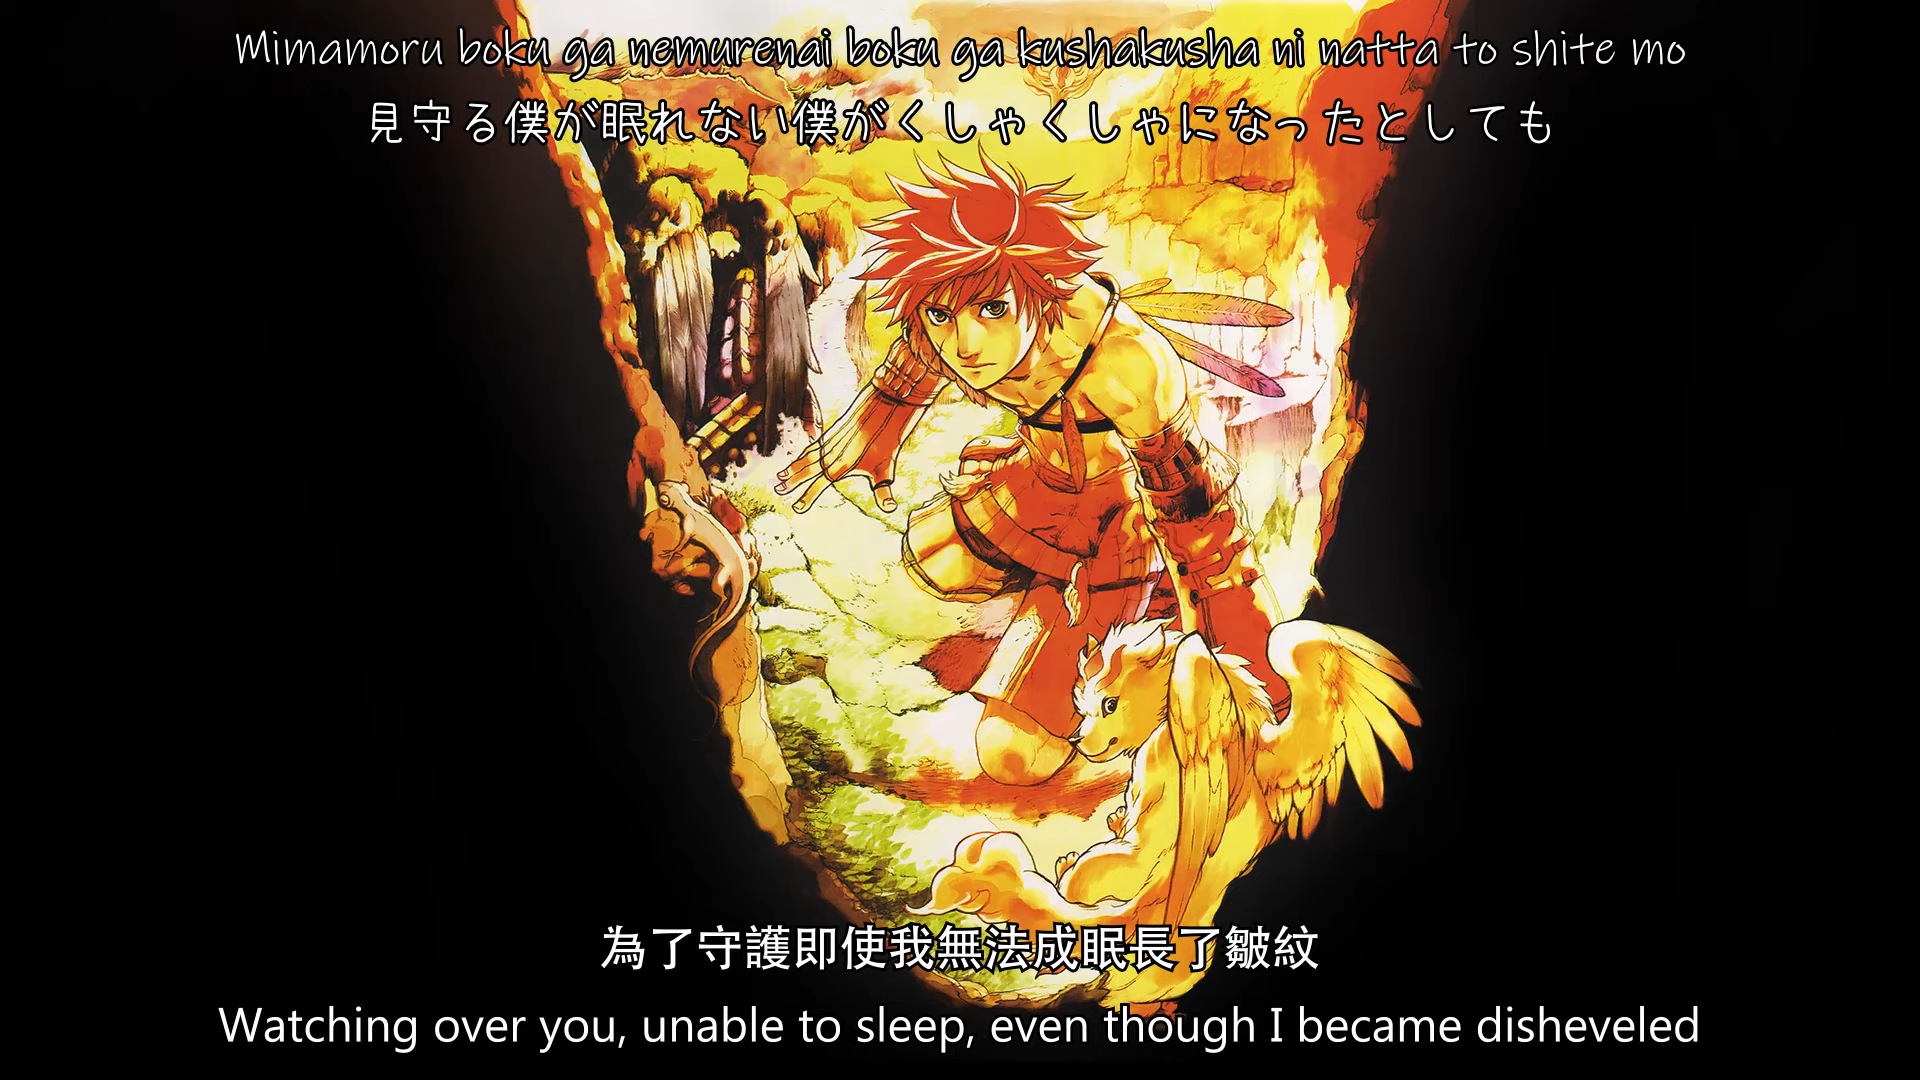 Mimamoru boku ga nemurenai boku ga kushakusha ni natta to shite mo
見守る僕が眠れない僕がくしゃくしゃになったとしても
為了守護即使我無法成眠長了皺紋
Watching over you, unable to sleep, even though I became disheveled